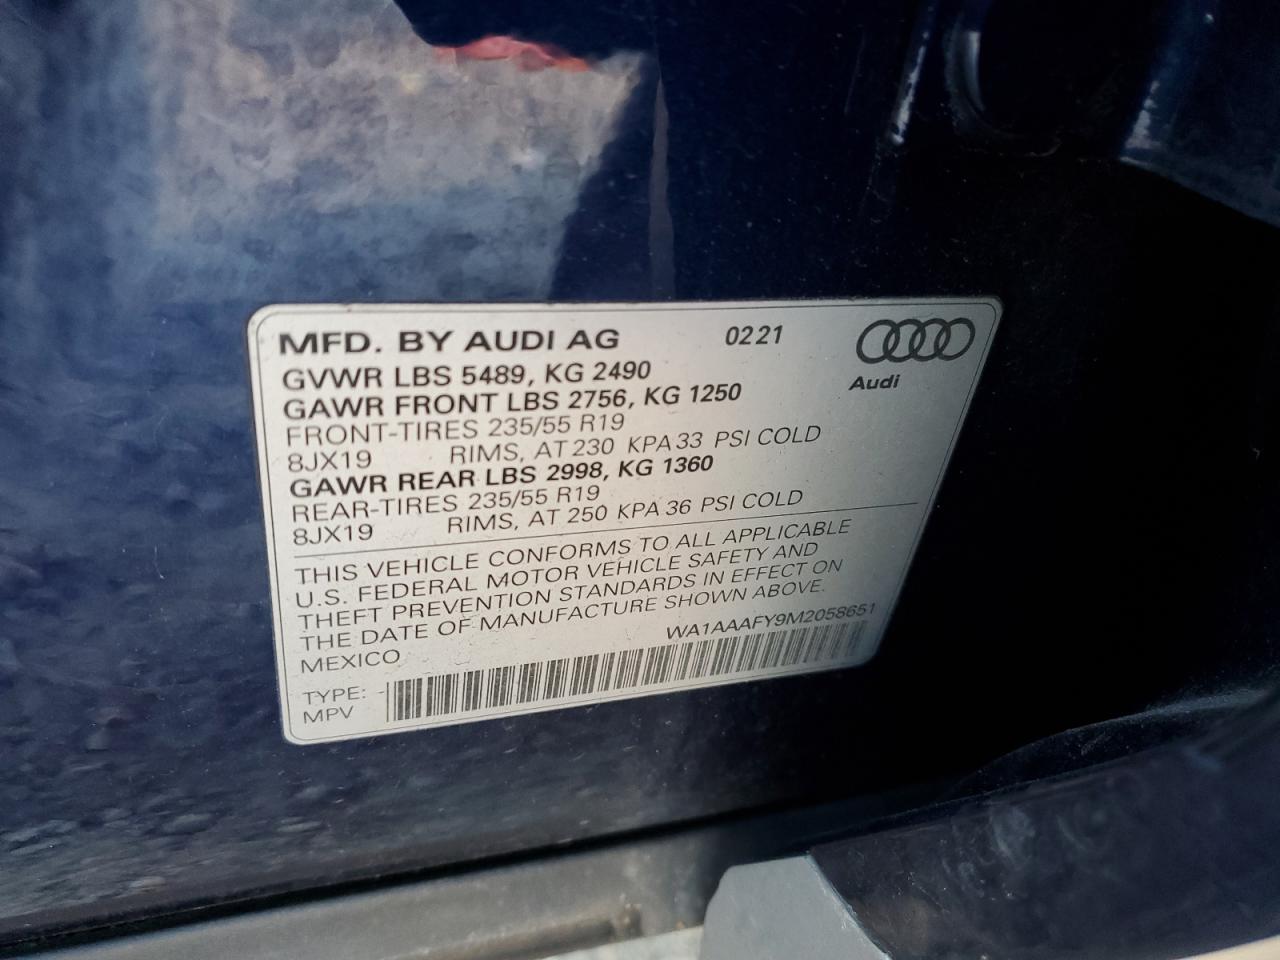 MFD. BY AUDI AG 02 21
Audi
GVWR LBS 5489, KG 2490
GAWR FRONT LBS 2756, KG 1250
FRONT-TIRES 235/55 R19
8JX19 RIMS, AT 230 KPA 33 PSI COLD
GAWR REAR LBS 2998, KG 1360
REAR-TIRES 235/55 R19
8JX19 RIMS, AT 250 KPA 36 PSI COLD
THIS VEHICLE CONFORMS TO ALL APPLICABLE
U.S. FEDERAL MOTOR VEHICLE SAFETY AND
THEFT PREVENTION STANDARDS IN EFFECT ON
THE DATE OF MANUFACTURE SHOWN ABOVE.
MEXICO WA1AAAFY9M2058651
TYPE: -
MPV